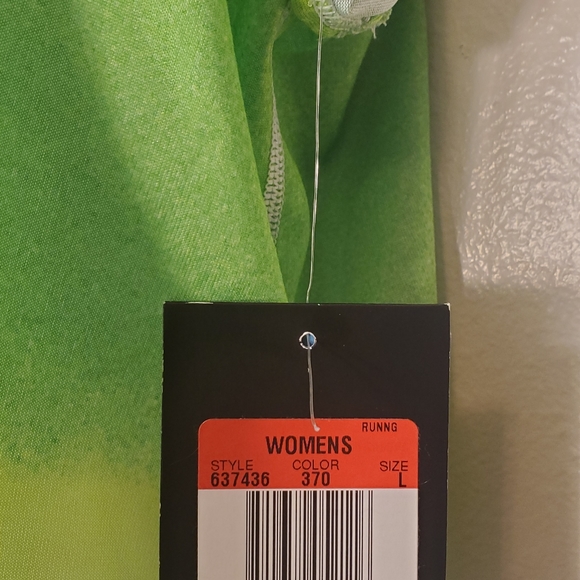 RUNNG
WOMENS
STYLE COLOR SIZE
637436 370 L